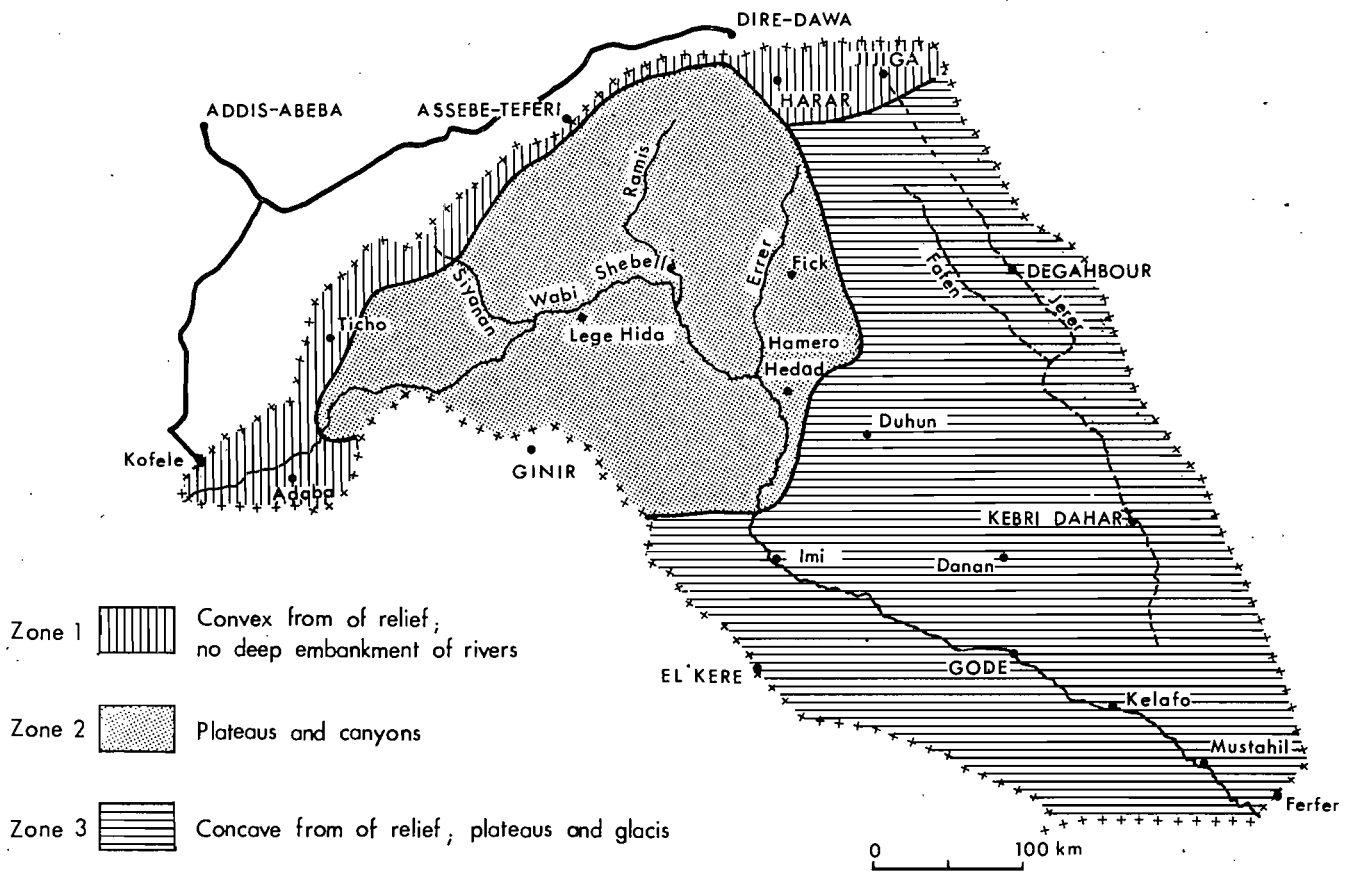 DIRE-DAWA
JIJIGA
HARAR
ADDIS-ABEBA
ASSEBE-TEFERI
Ramis
Errer
Fick
Shebelle
Wabi
Siyanan
Lege Hida
Ticho
Hamero
Hedad
Fafen
Jerer
DEGAHBOUR
Duhun
Kofele
Adaba
GINIR
KEBRI DAHAR
Imi
Danan
EL KERE
GODE
Kelafo
Mustahil
Ferfer
Zone 1
Convex from of relief;
no deep embankment of rivers
Zone 2
Plateaus and canyons
Zone 3
Concave from of relief; plateaus and glacis
0 100 km